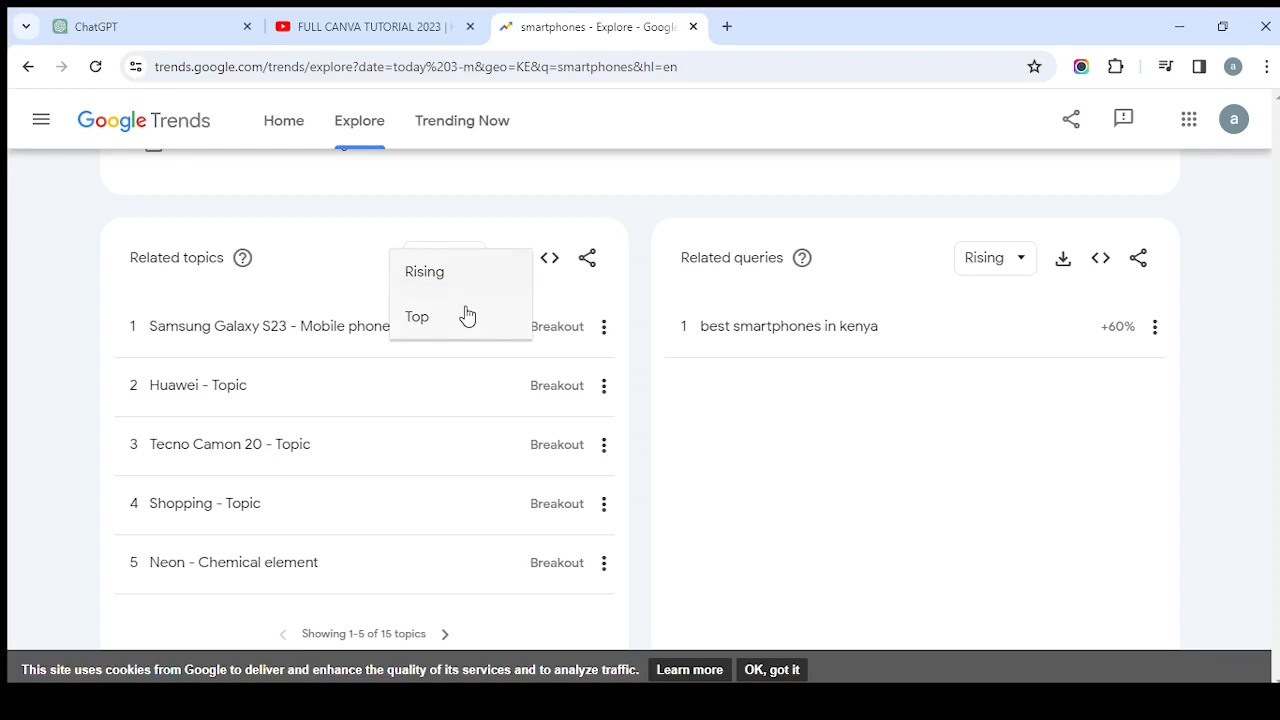 ChatGPT
FULL CANVA TUTORIAL 2023 |
smartphones - Explore - Google
trends.google.com/trends/explore?date=today%203-m&geo=KE&q=smartphones&hl=en
a
Google Trends
Home
Explore
Trending Now
a
Related topics
Rising
Top
1 Samsung Galaxy S23 - Mobile phone
Breakout
2 Huawei - Topic
Breakout
3 Tecno Camon 20 - Topic
Breakout
4 Shopping - Topic
Breakout
5 Neon - Chemical element
Breakout
Showing 1-5 of 15 topics
Related queries
Rising
1 best smartphones in kenya
+60%
This site uses cookies from Google to deliver and enhance the quality of its services and to analyze traffic.
Learn more
OK, got it